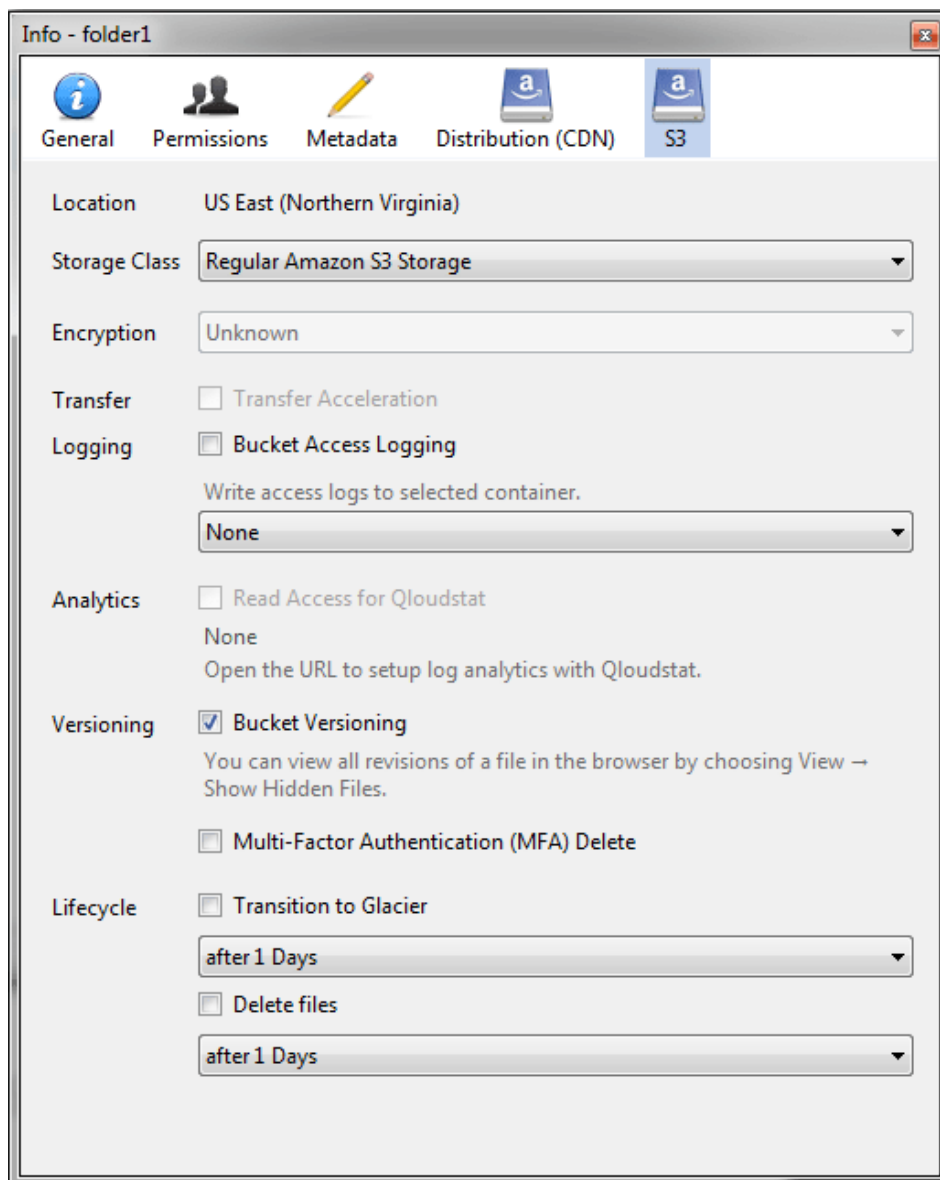 Info - folder1
General Permissions Metadata Distribution (CDN) S3
Location US East (Northern Virginia)
Storage Class Regular Amazon S3 Storage
Encryption Unknown
Transfer Transfer Acceleration
Logging Bucket Access Logging
Write access logs to selected container.
None
Analytics Read Access for Qloudstat
None
Open the URL to setup log analytics with Qloudstat.
Versioning Bucket Versioning
You can view all revisions of a file in the browser by choosing View →
Show Hidden Files.
Multi-Factor Authentication (MFA) Delete
Lifecycle Transition to Glacier
after 1 Days
Delete files
after 1 Days